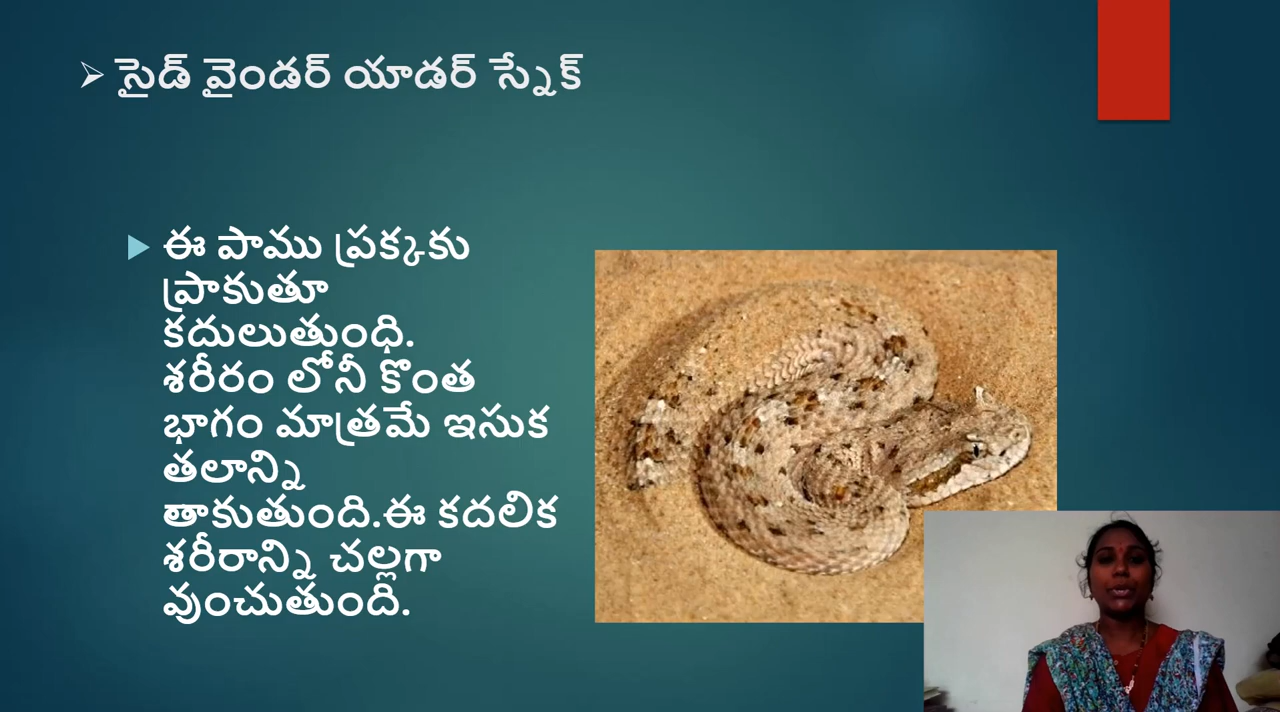 సైడ్ వైండర్ యాడర్ స్నేక్
ఈ పాము ప్రక్కకు
ప్రాకుతూ
కదులుతుంధి.
శరీరం లోనీ కొంత
భాగం మాత్రమే ఇసుక
తలాన్ని
తాకుతుంది.ఈ కదలిక
శరీరాన్ని చల్లగా
వుంచుతుంది.